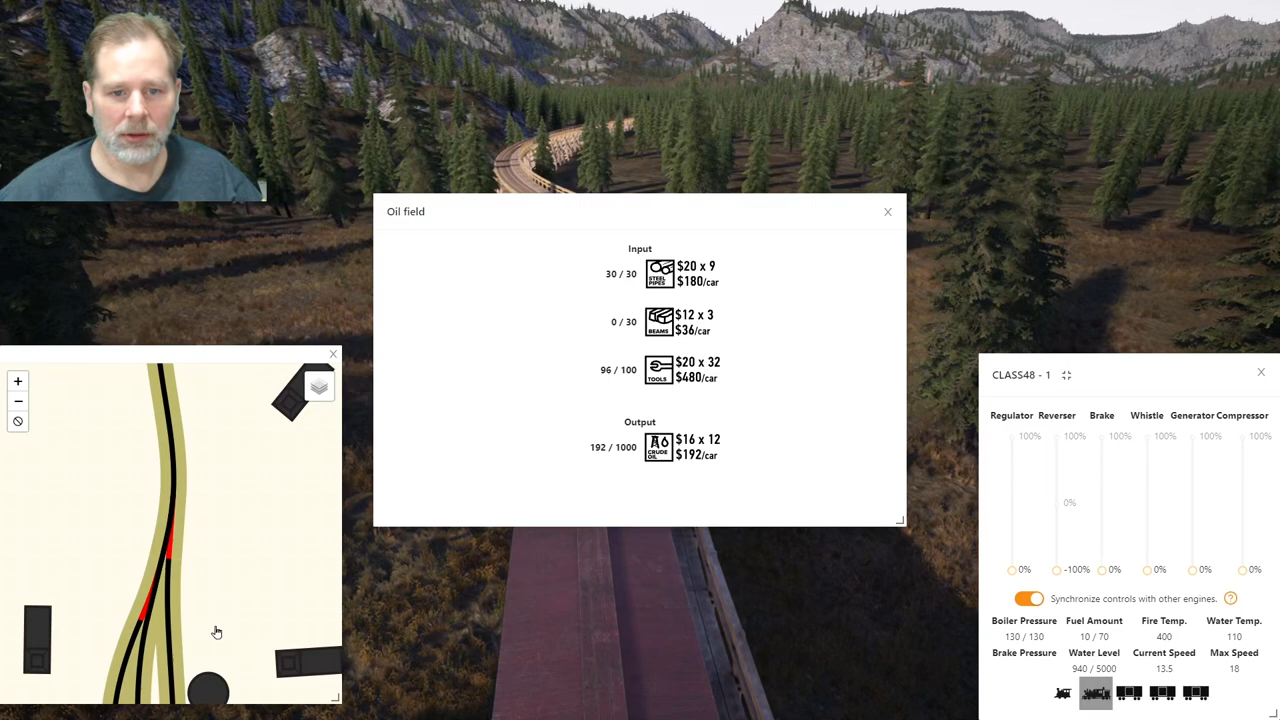 Oil field
Input
30 / 30
STEEL PIPES
$20 x 9
$180/car
0 / 30
BEAMS
$12 x 3
$36/car
96 / 100
TOOLS
$20 x 32
$480/car
Output
192 / 1000
CRUDE OIL
$16 x 12
$192/car
+
−
CLASS48 - 1
Regulator Reverser Brake Whistle Generator Compressor
100% 100% 100% 100% 100% 100%
0%
0% -100% 0% 0% 0% 0%
Synchronize controls with other engines. ?
Boiler Pressure Fuel Amount Fire Temp. Water Temp.
130 / 130 10 / 70 400 110
Brake Pressure Water Level Current Speed Max Speed
940 / 5000 13.5 18